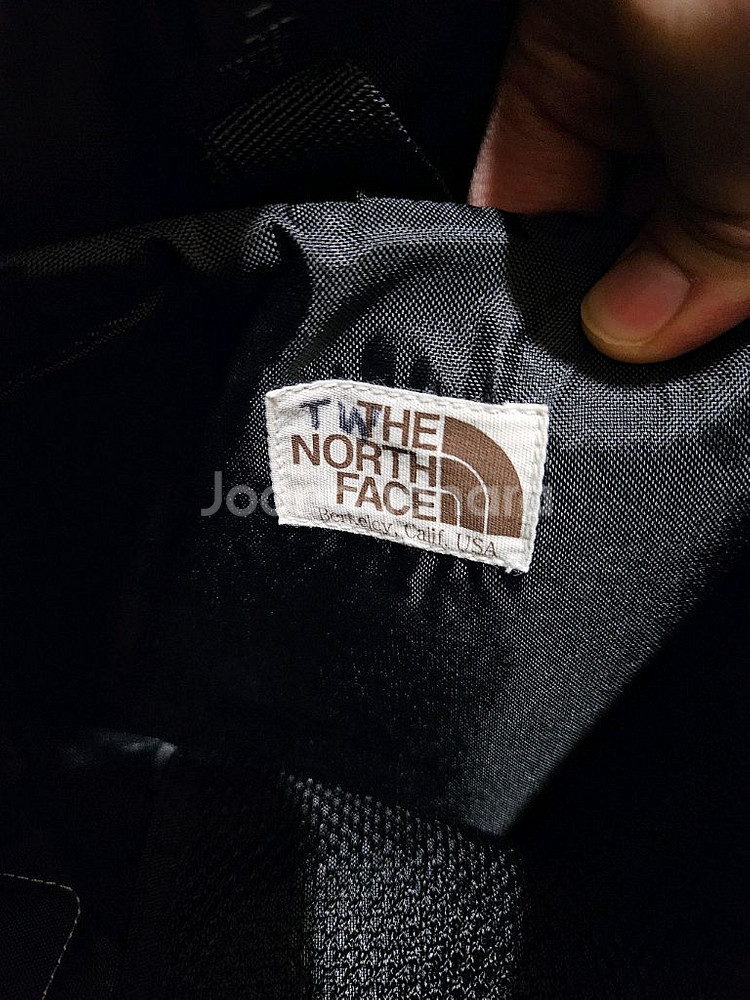 TW THE
NORTH
FACE
Berkeley, Calif. USA